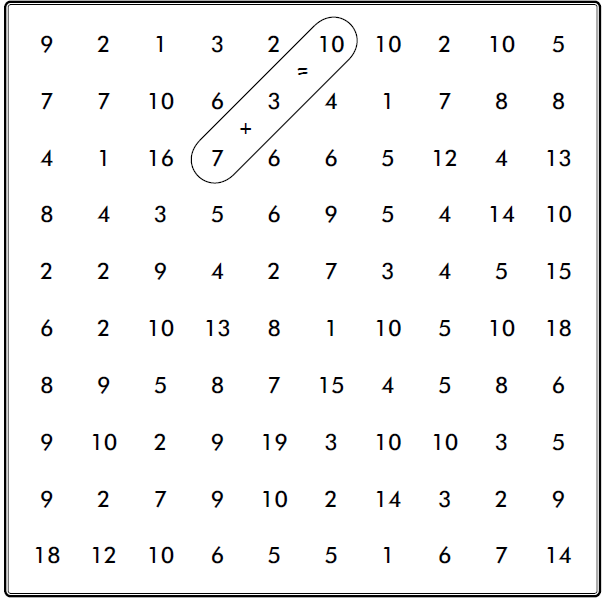 9 2 1 3 2 10 10 2 10 5
=
7 7 10 6 3 4 1 7 8 8
+
4 1 16 7 6 6 5 12 4 13
8 4 3 5 6 9 5 4 14 10
2 2 9 4 2 7 3 4 5 15
6 2 10 13 8 1 10 5 10 18
8 9 5 8 7 15 4 5 8 6
9 10 2 9 19 3 10 10 3 5
9 2 7 9 10 2 14 3 2 9
18 12 10 6 5 5 1 6 7 14